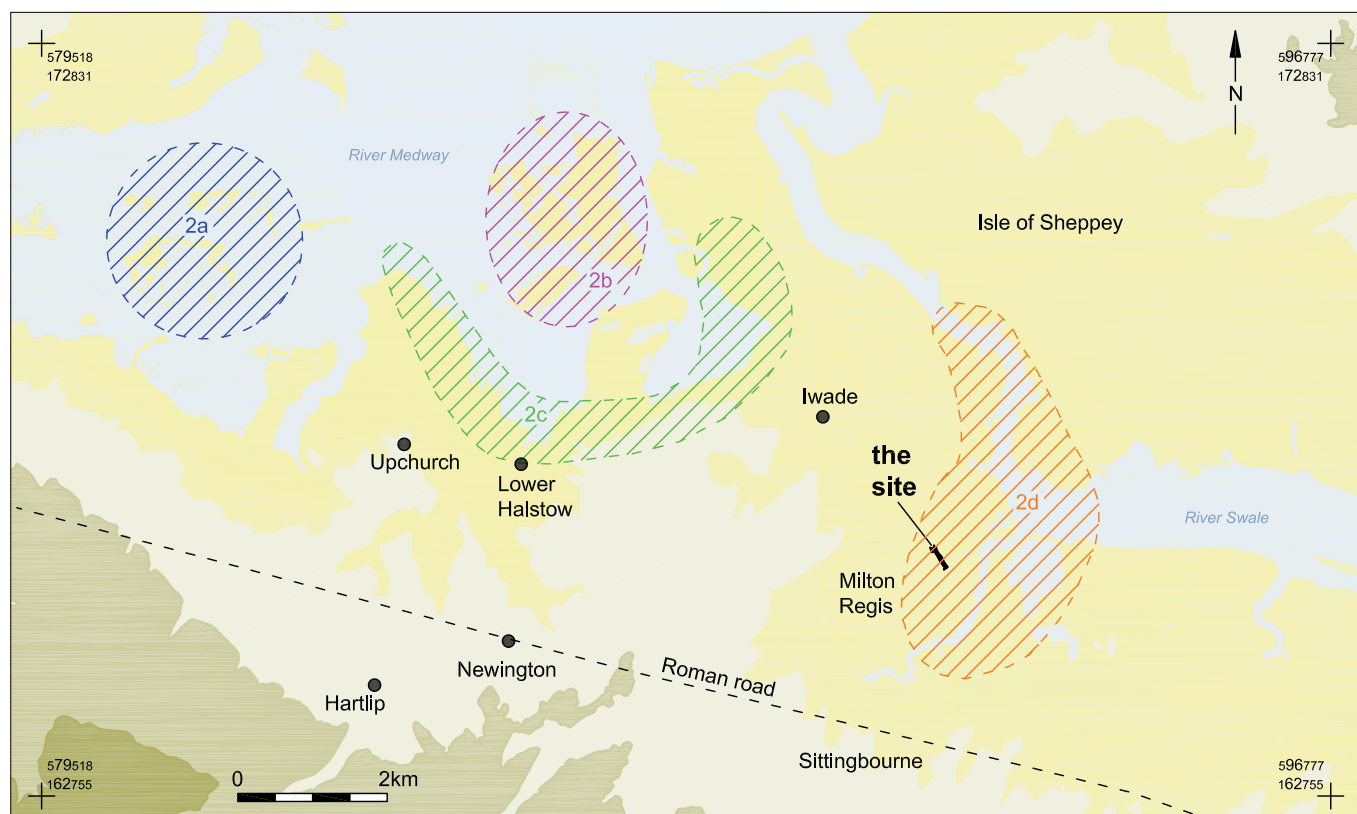 579518
172831
596777
172831
N
River Medway
2a
2b
Isle of Sheppey
2c
Iwade
Upchurch
Lower
Halstow
the
site
2d
River Swale
Milton
Regis
Newington
Roman road
Hartlip
Sittingbourne
579518
162755
0 2km
596777
162755